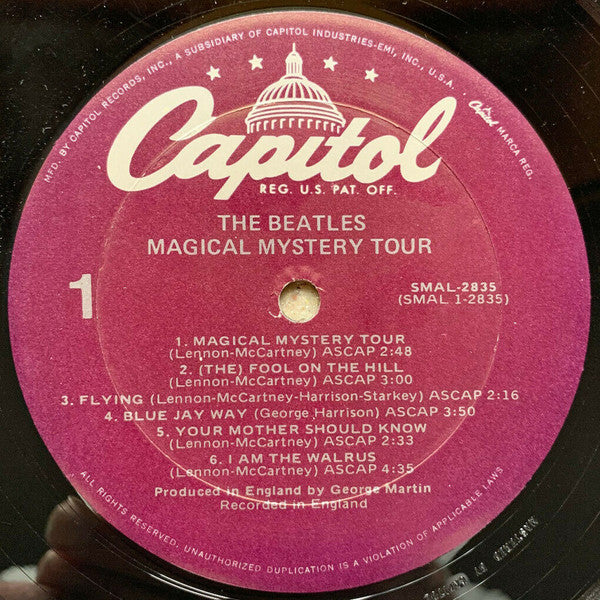 MFD. BY CAPITOL RECORDS, INC., A SUBSIDIARY OF CAPITOL INDUSTRIES-EMI, INC., U.S.A.
Capitol MARCA REG.
Capitol
REG. U.S. PAT. OFF.
THE BEATLES
MAGICAL MYSTERY TOUR
1
SMAL-2835
(SMAL 1-2835)
1. MAGICAL MYSTERY TOUR
(Lennon-McCartney) ASCAP 2:48
2. (THE) FOOL ON THE HILL
(Lennon-McCartney) ASCAP 3:00
3. FLYING (Lennon-McCartney-Harrison-Starkey) ASCAP 2:16
4. BLUE JAY WAY (George Harrison) ASCAP 3:50
5. YOUR MOTHER SHOULD KNOW
(Lennon-McCartney) ASCAP 2:33
6. I AM THE WALRUS
(Lennon-McCartney) ASCAP 4:35
Produced in England by George Martin
Recorded in England
ALL RIGHTS RESERVED. UNAUTHORIZED DUPLICATION IS A VIOLATION OF APPLICABLE LAWS